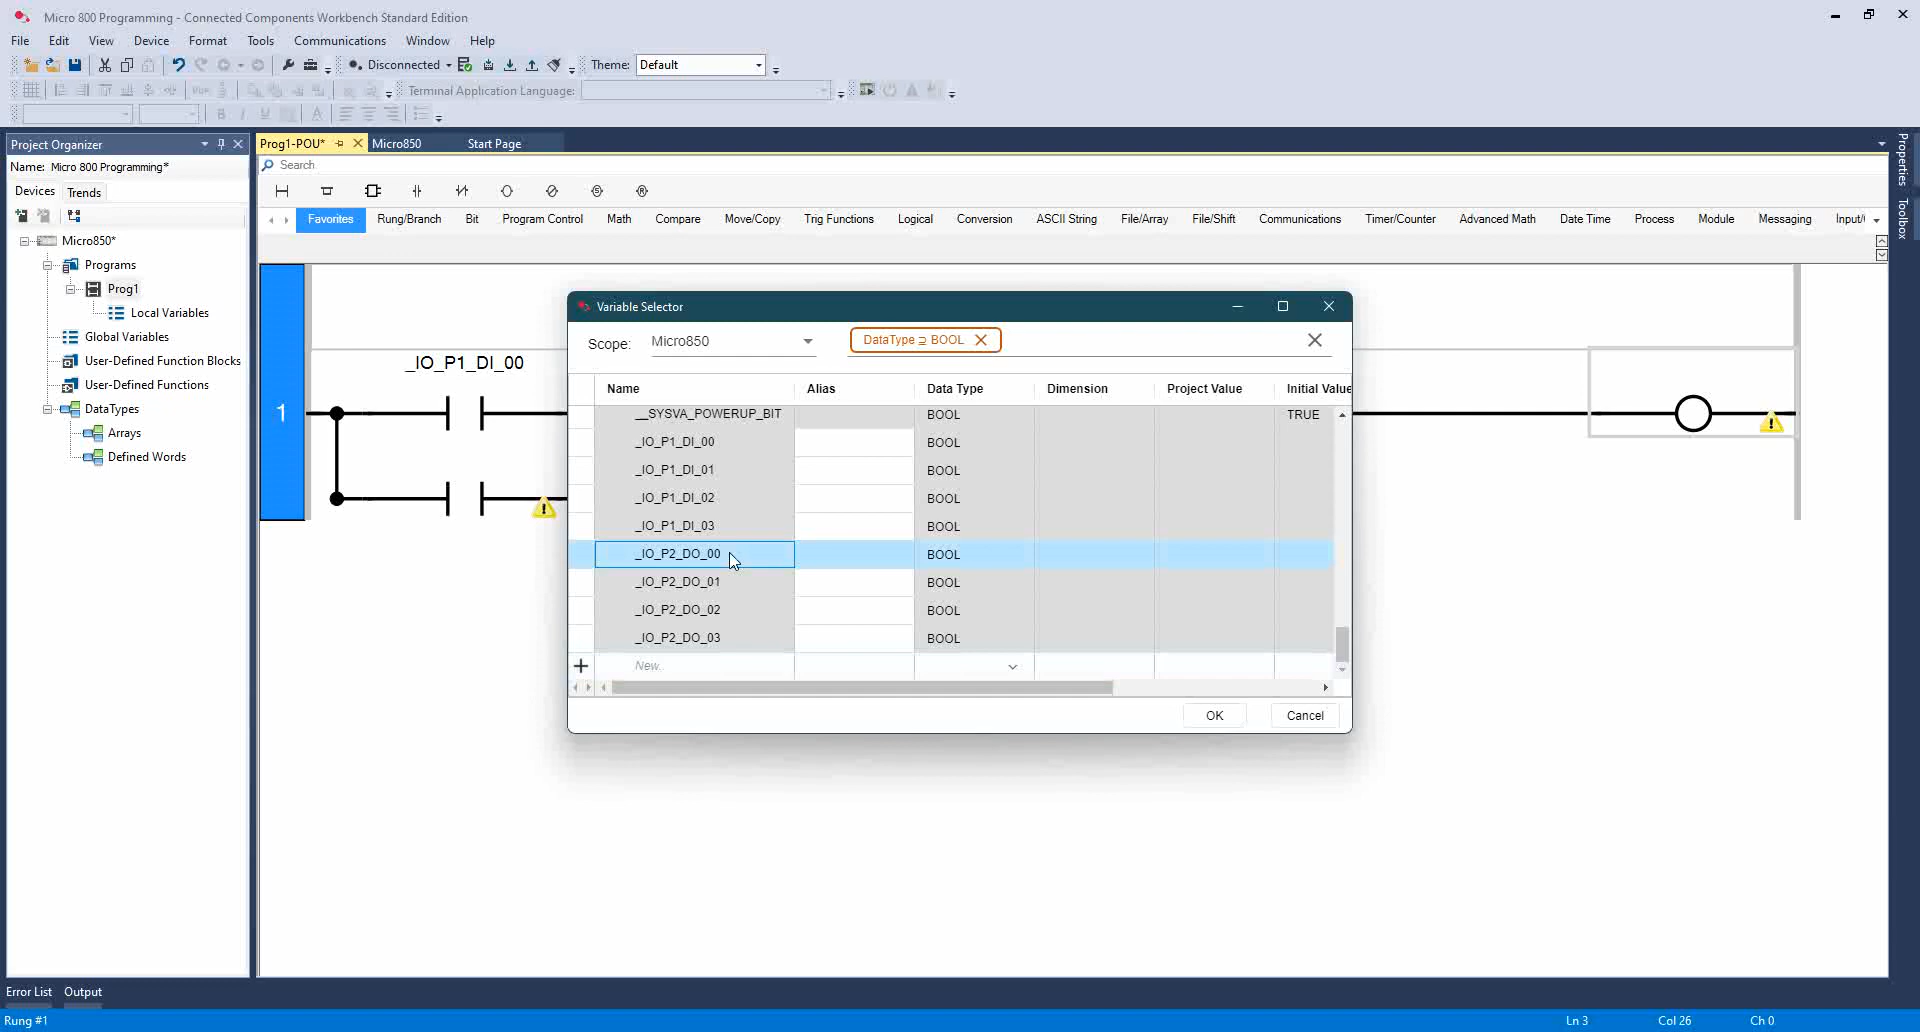 Micro 800 Programming - Connected Components Workbench Standard Edition
File Edit View Device Format Tools Communications Window Help
Disconnected Theme: Default
Terminal Application Language:
B I U A
Project Organizer
Name: Micro 800 Programming*
Devices Trends
Micro850*
Programs
Prog1
Local Variables
Global Variables
User-Defined Function Blocks
User-Defined Functions
DataTypes
Arrays
Defined Words
Prog1-POU* Micro850 Start Page
Search
Favorites Rung/Branch Bit Program Control Math Compare Move/Copy Trig Functions Logical Conversion ASCII String File/Array File/Shift Communications Timer/Counter Advanced Math Date Time Process Module Messaging Input/
_IO_P1_DI_00
1
Variable Selector
Scope: Micro850 DataType ⊇ BOOL
Name Alias Data Type Dimension Project Value Initial Value
__SYSVA_POWERUP_BIT BOOL TRUE
_IO_P1_DI_00 BOOL
_IO_P1_DI_01 BOOL
_IO_P1_DI_02 BOOL
_IO_P1_DI_03 BOOL
_IO_P2_DO_00 BOOL
_IO_P2_DO_01 BOOL
_IO_P2_DO_02 BOOL
_IO_P2_DO_03 BOOL
New.
OK Cancel
Properties
Toolbox
Error List Output
Rung #1 Ln 3 Col 26 Ch 0